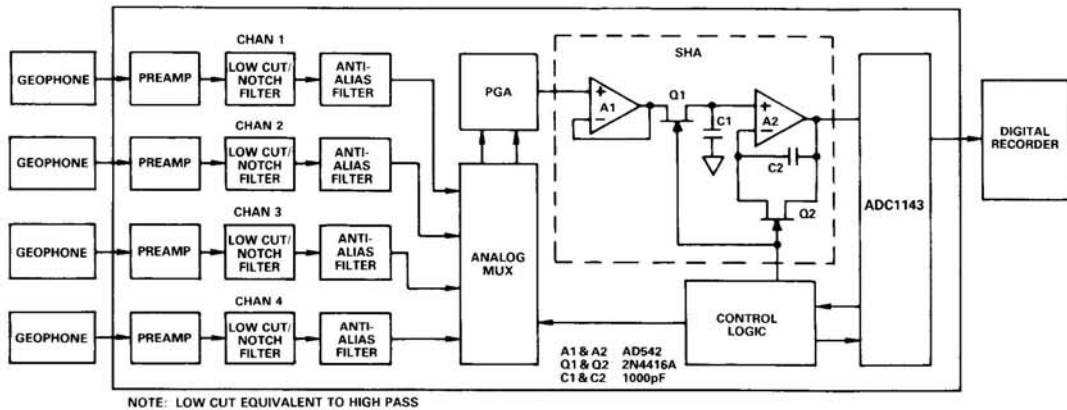 CHAN 1
GEOPHONE
PREAMP
LOW CUT/
NOTCH
FILTER
ANTI-
ALIAS
FILTER
CHAN 2
GEOPHONE
PREAMP
LOW CUT/
NOTCH
FILTER
ANTI-
ALIAS
FILTER
CHAN 3
GEOPHONE
PREAMP
LOW CUT/
NOTCH
FILTER
ANTI-
ALIAS
FILTER
CHAN 4
GEOPHONE
PREAMP
LOW CUT/
NOTCH
FILTER
ANTI-
ALIAS
FILTER
PGA
ANALOG
MUX
SHA
+
A1
−
Q1
C1
+
A2
−
C2
Q2
CONTROL
LOGIC
ADC1143
DIGITAL
RECORDER
A1 & A2 AD542
Q1 & Q2 2N4416A
C1 & C2 1000pF
NOTE: LOW CUT EQUIVALENT TO HIGH PASS